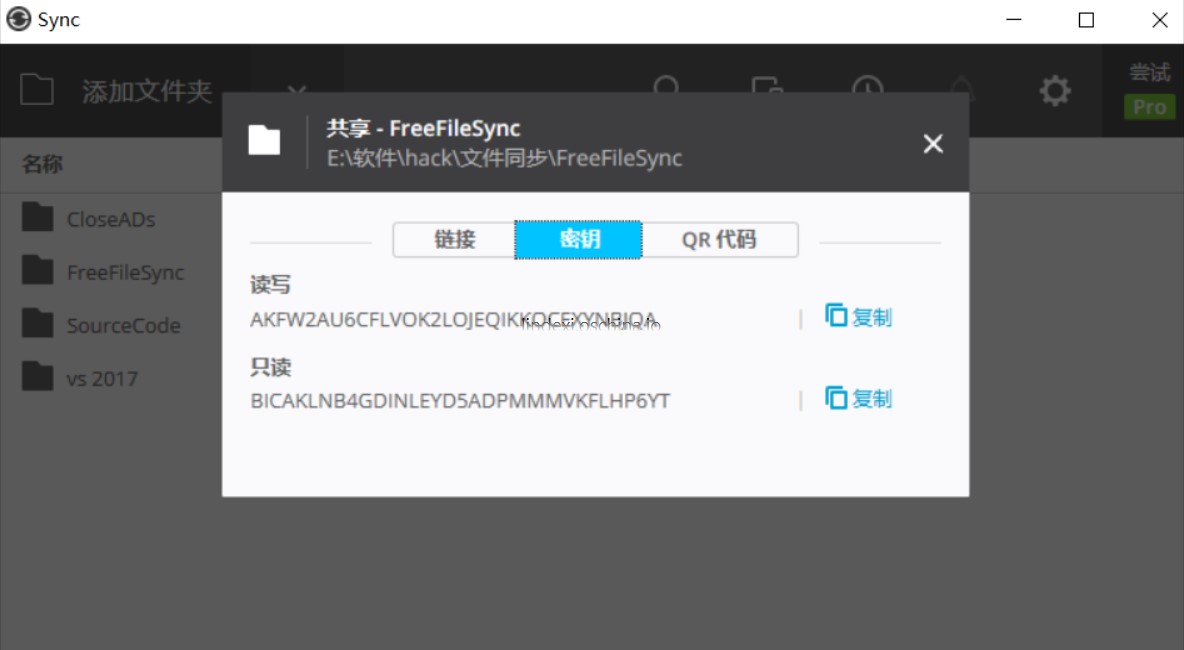 Sync
添加文件夹
尝试
Pro
共享 - FreeFileSync
E:\软件\hack\文件同步\FreeFileSync
名称
链接
密钥
QR 代码
CloseADs
读写
复制
FreeFileSync
SourceCode
只读
BICAKLNB4GDINLEYD5ADPMMMVKFLHP6YT
复制
vs 2017